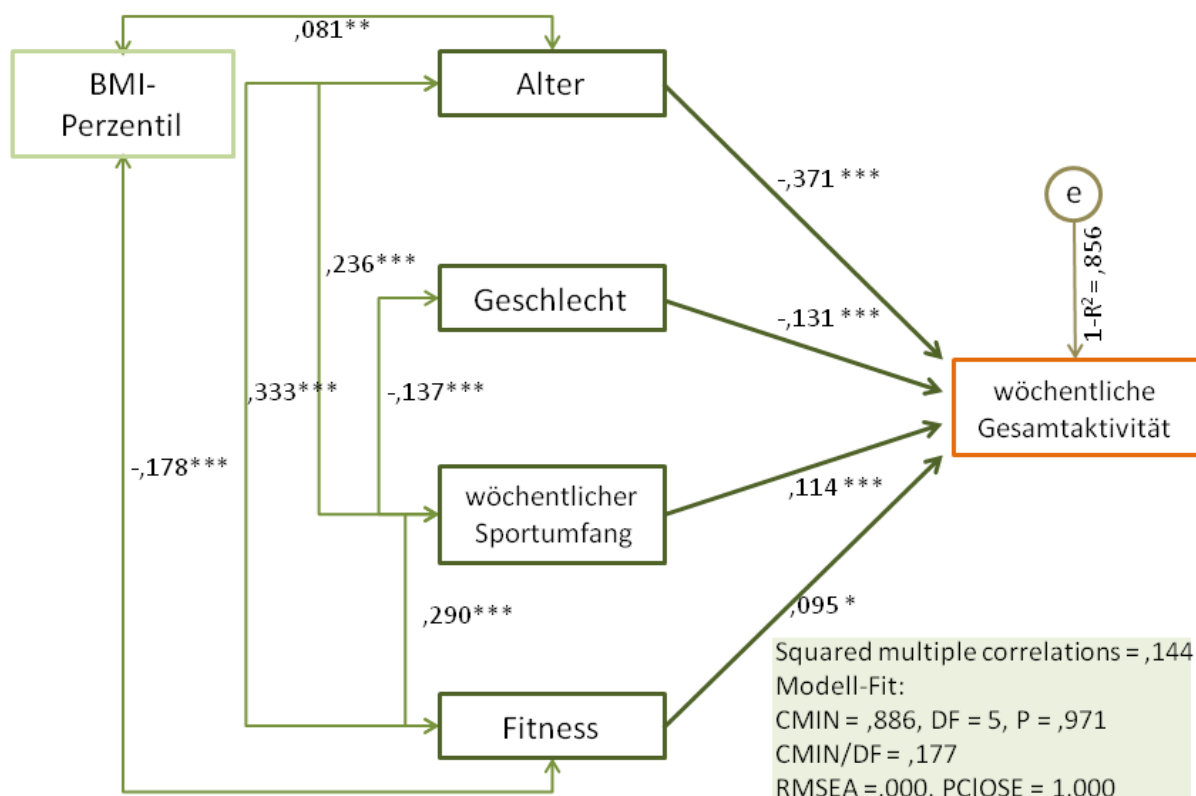 ,081**
BMI-
Perzentil
Alter
-,371 ***
e
1-R² = ,856
,236***
Geschlecht
-,131 ***
,333***
-,137***
wöchentliche
Gesamtaktivität
-,178***
wöchentlicher
Sportumfang
,114 ***
,290***
,095 *
Fitness
Squared multiple correlations = ,144
Modell-Fit:
CMIN = ,886, DF = 5, P = ,971
CMIN/DF = ,177
RMSEA =.000, PClOSE = 1.000